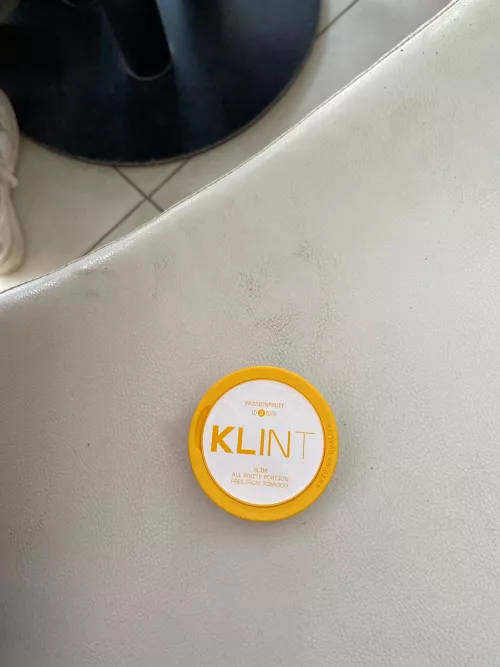 PASSIONFRUIT
KLINT
SLIM
ALL WHITE PORTION
FREE FROM TOBACCO